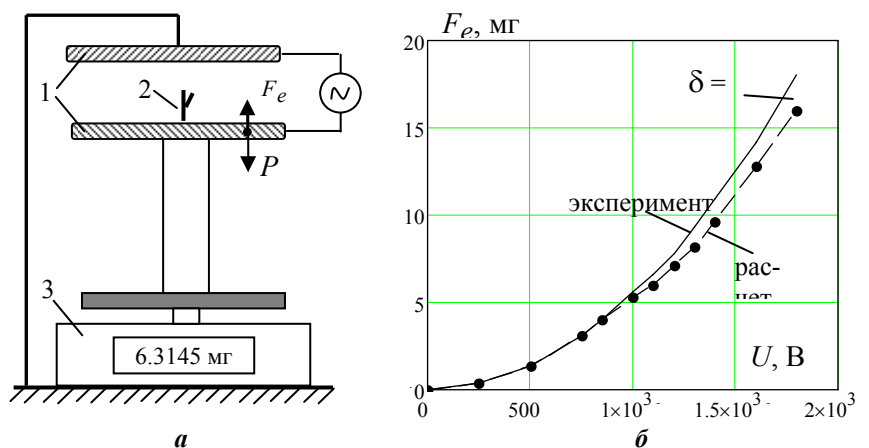 1
2
F_e
P
3
6.3145 мг
а
F_e, мг
20
15
10
5
0
δ =
эксперимент
рас-
чет
U, В
0
500
1×10³
1.5×10³
2×10³
б